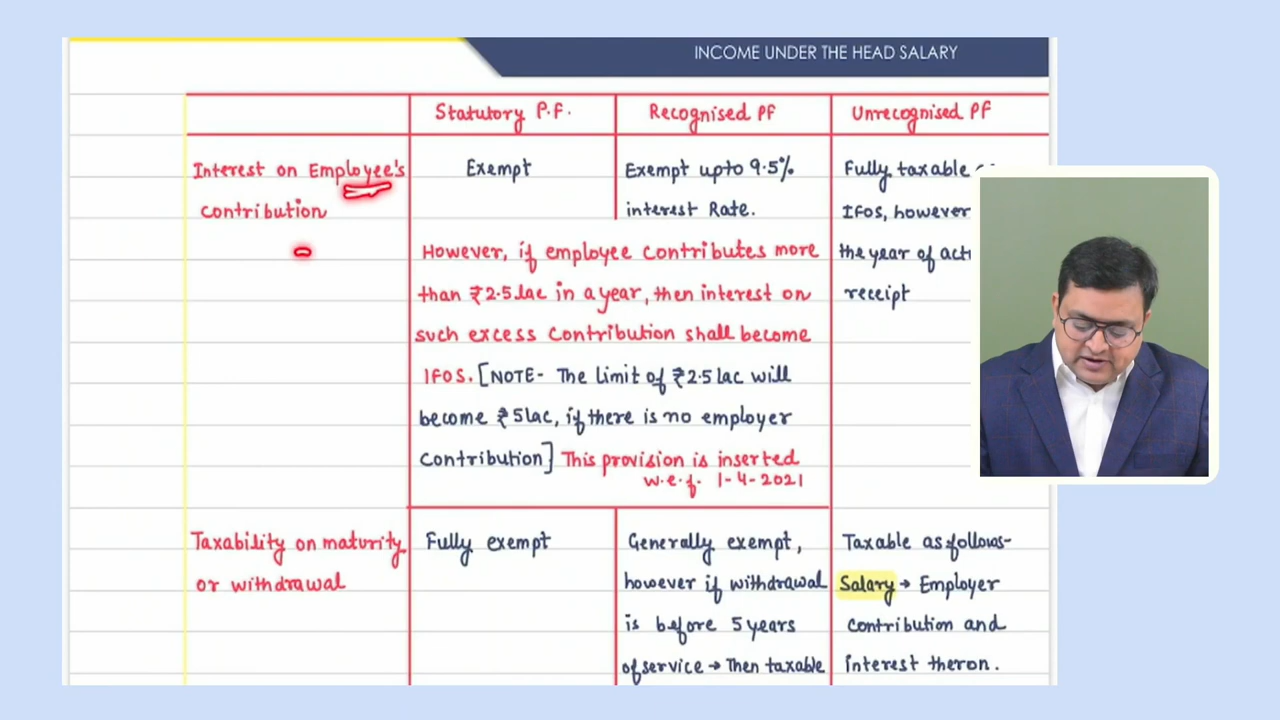 INCOME UNDER THE HEAD SALARY
Statutory P.F. Recognised PF Unrecognised PF
Interest on Employee's contribution
Exempt
Exempt upto 9.5%
interest Rate.
Fully taxable
IFOS, however
the year of
receipt
However, if employee contributes more
than ₹2.5 lac in a year, then interest on
such excess Contribution shall become
IFOS. [NOTE- The limit of ₹2.5 lac will
become ₹5lac, if there is no employer
Contribution] This provision is inserted
w.e.f. 1-4-2021
Taxability on maturity
or withdrawal
Fully exempt
Generally exempt,
however if withdrawal
is before 5 years
of service → Then taxable
Taxable as follows-
Salary → Employer
contribution and
interest theron.